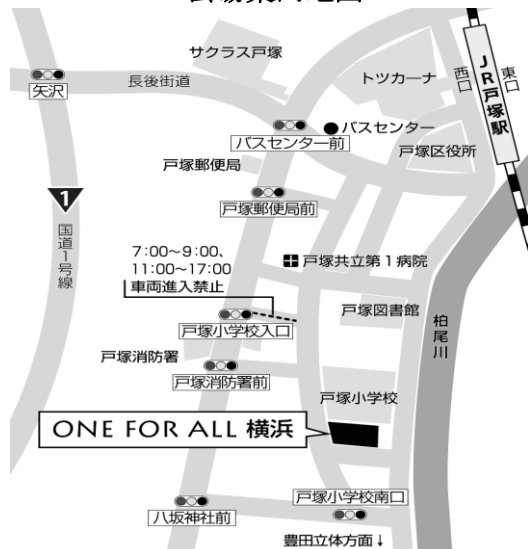 サクラス戸塚
トツカーナ
JR戸塚駅
西口
東口
矢沢
長後街道
バスセンター
バスセンター前
戸塚区役所
戸塚郵便局
戸塚郵便局前
1
国道1号線
7:00〜9:00、
11:00〜17:00
車両進入禁止
戸塚共立第1病院
戸塚図書館
柏尾川
戸塚小学校入口
戸塚消防署
戸塚消防署前
戸塚小学校
ONE FOR ALL 横浜
八坂神社前
戸塚小学校南口
豊田立体方面↓